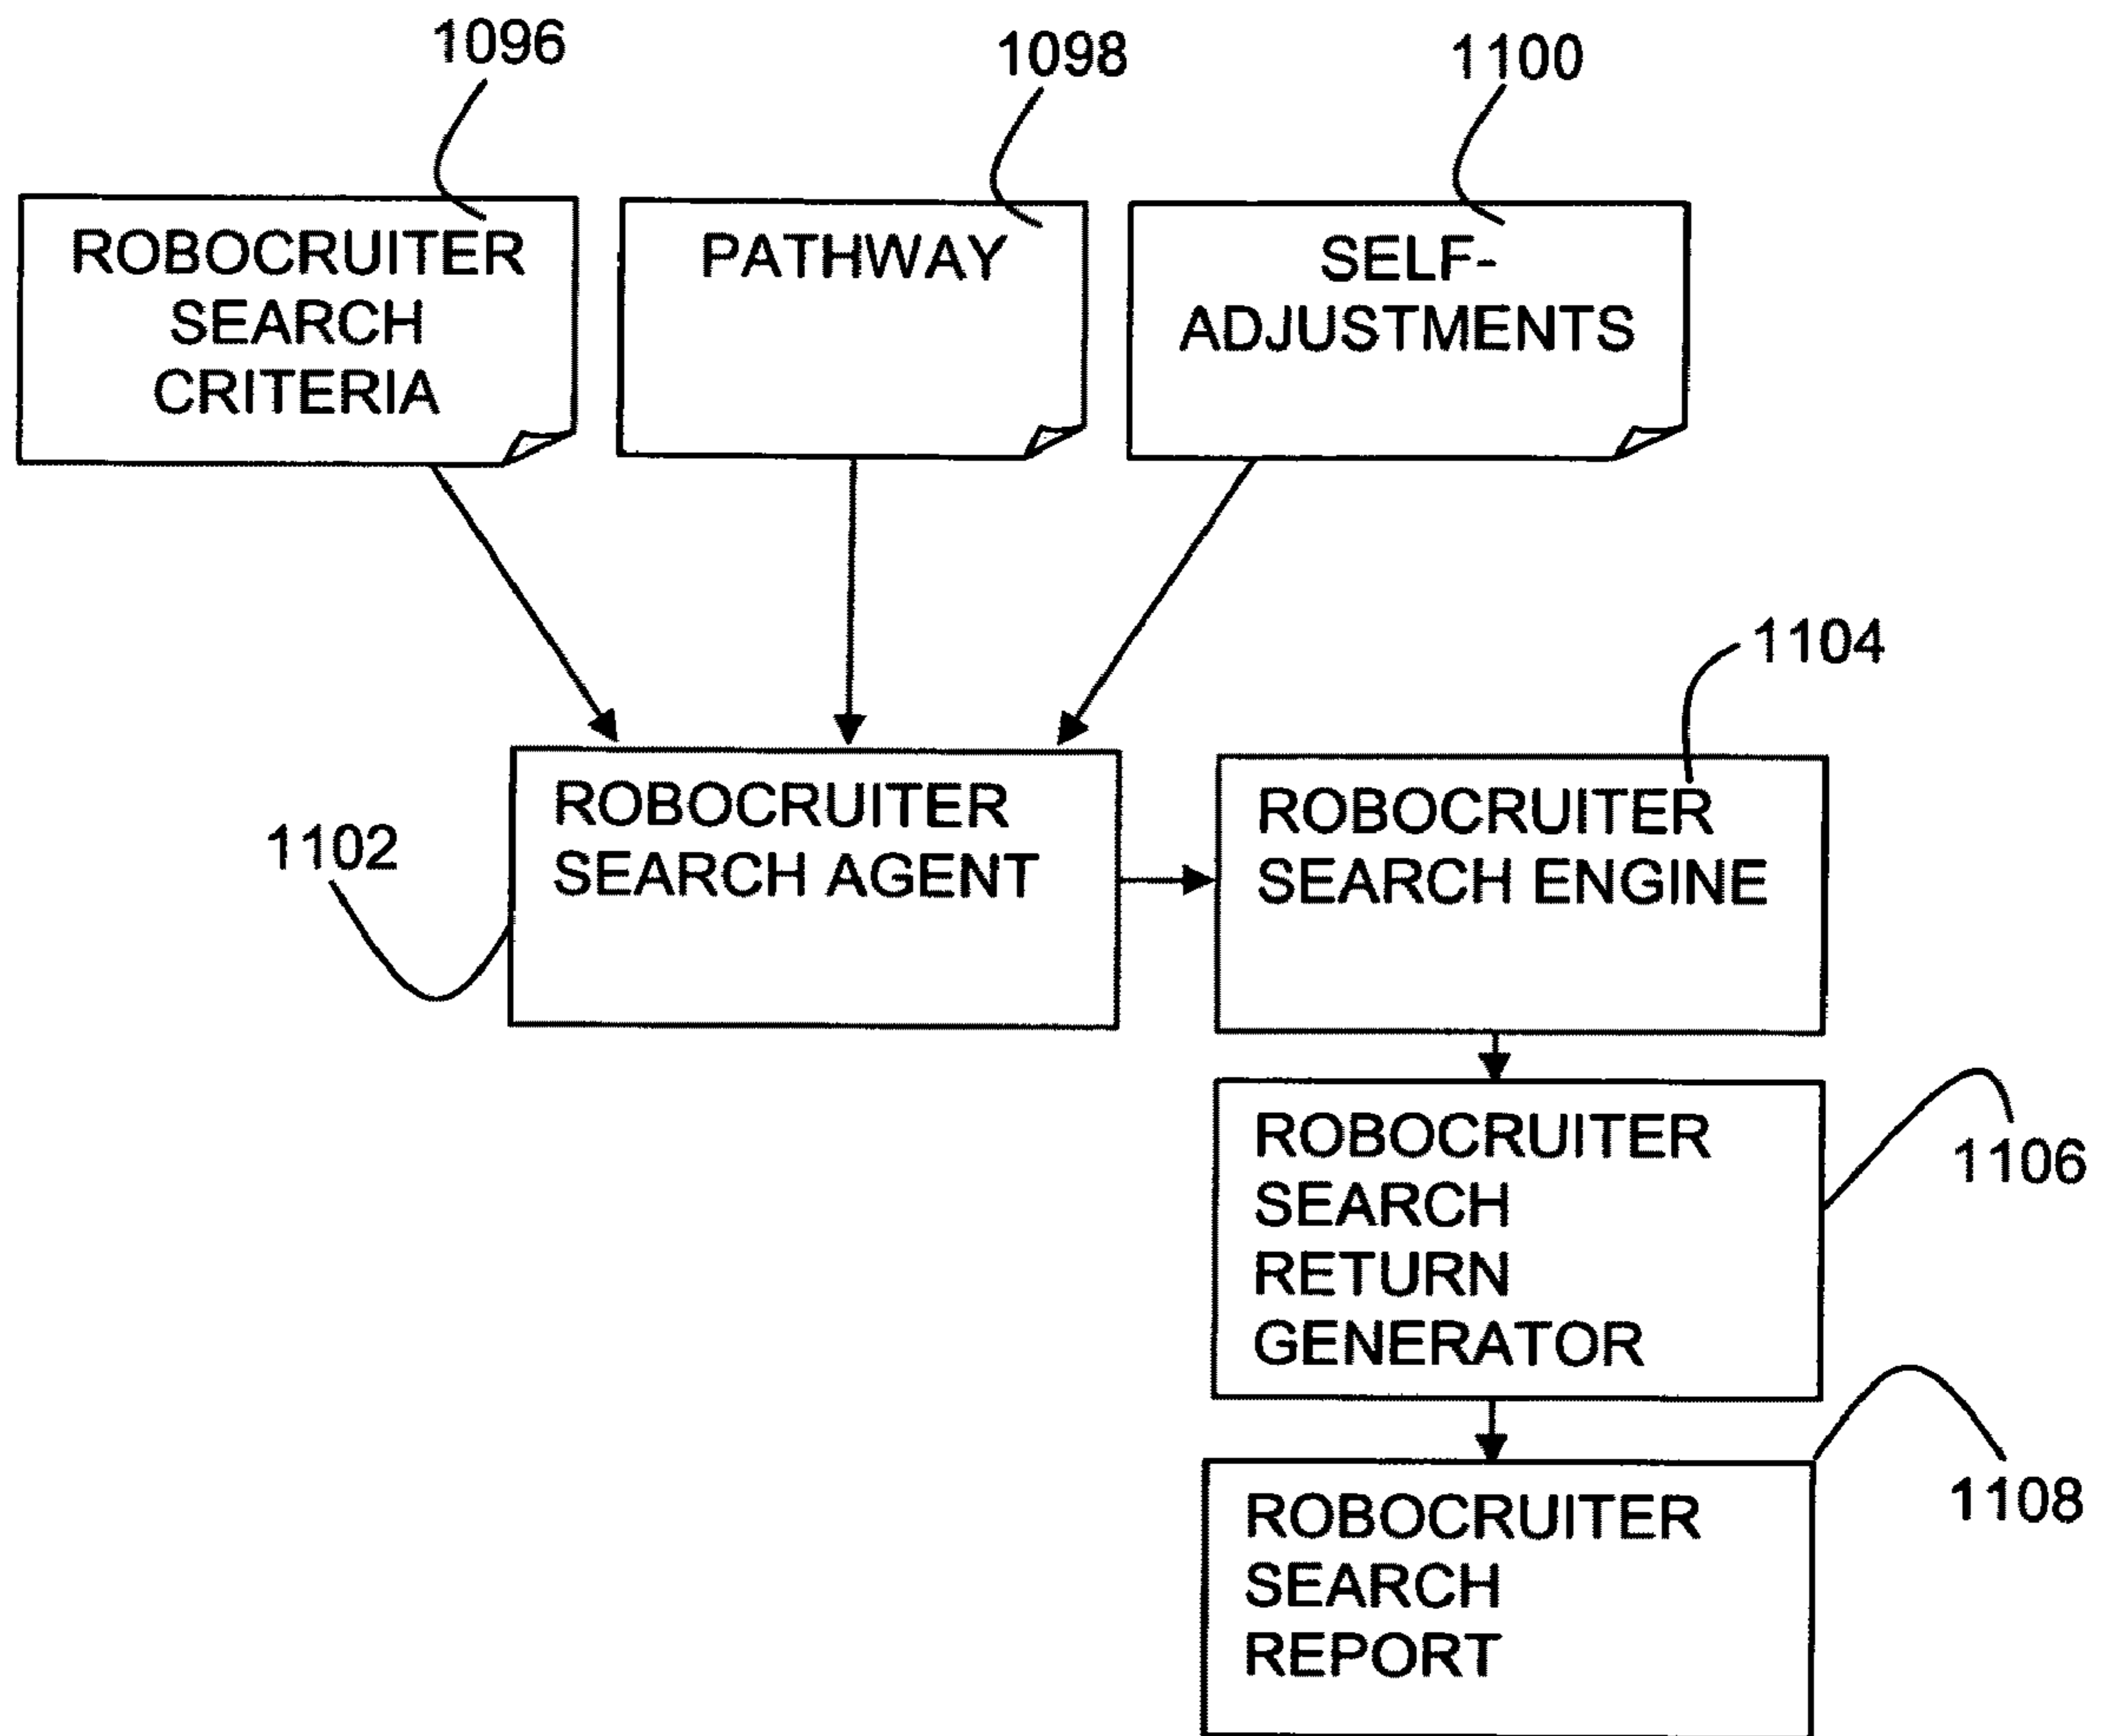 1096
1098
1100
ROBOCRUITER
SEARCH
CRITERIA
PATHWAY
SELF-
ADJUSTMENTS
1104
1102
ROBOCRUITER
SEARCH AGENT
ROBOCRUITER
SEARCH ENGINE
ROBOCRUITER
SEARCH
RETURN
GENERATOR
1106
1108
ROBOCRUITER
SEARCH
REPORT